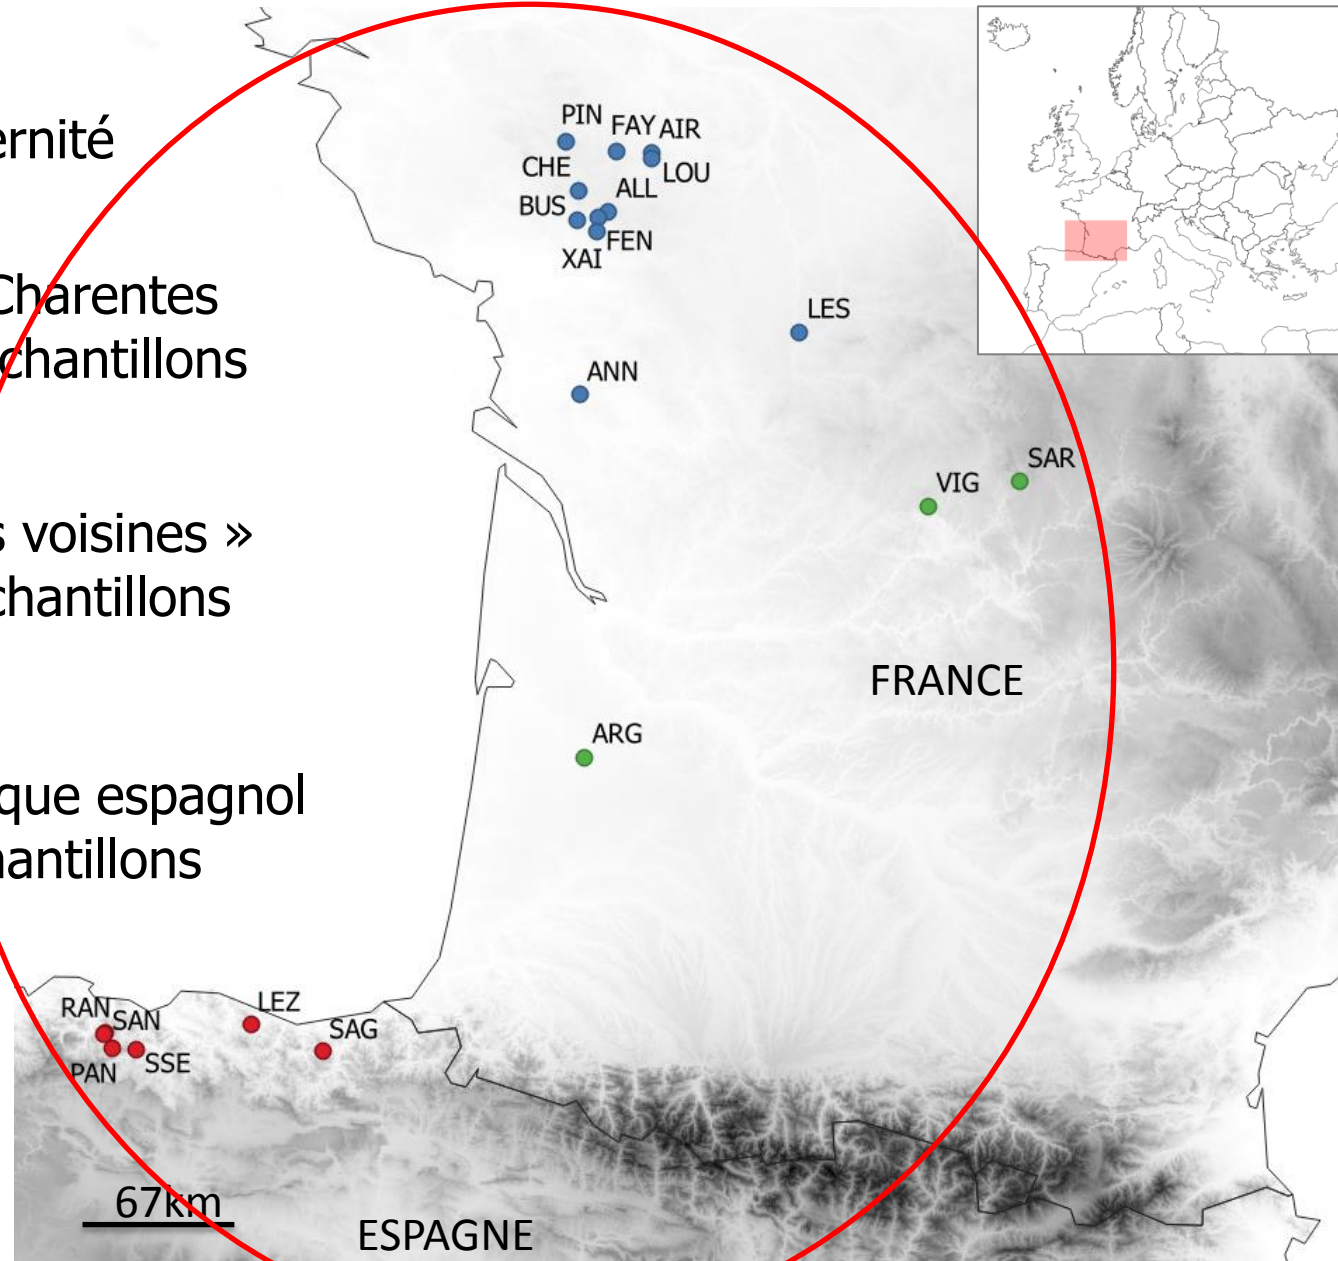 ernité
Charentes
chantillons
s voisines »
chantillons
que espagnol
hantillons
PIN
FAY
AIR
CHE
LOU
ALL
BUS
FEN
XAI
LES
ANN
SAR
VIG
FRANCE
ARG
RAN
SAN
LEZ
SAG
SSE
PAN
67km
ESPAGNE